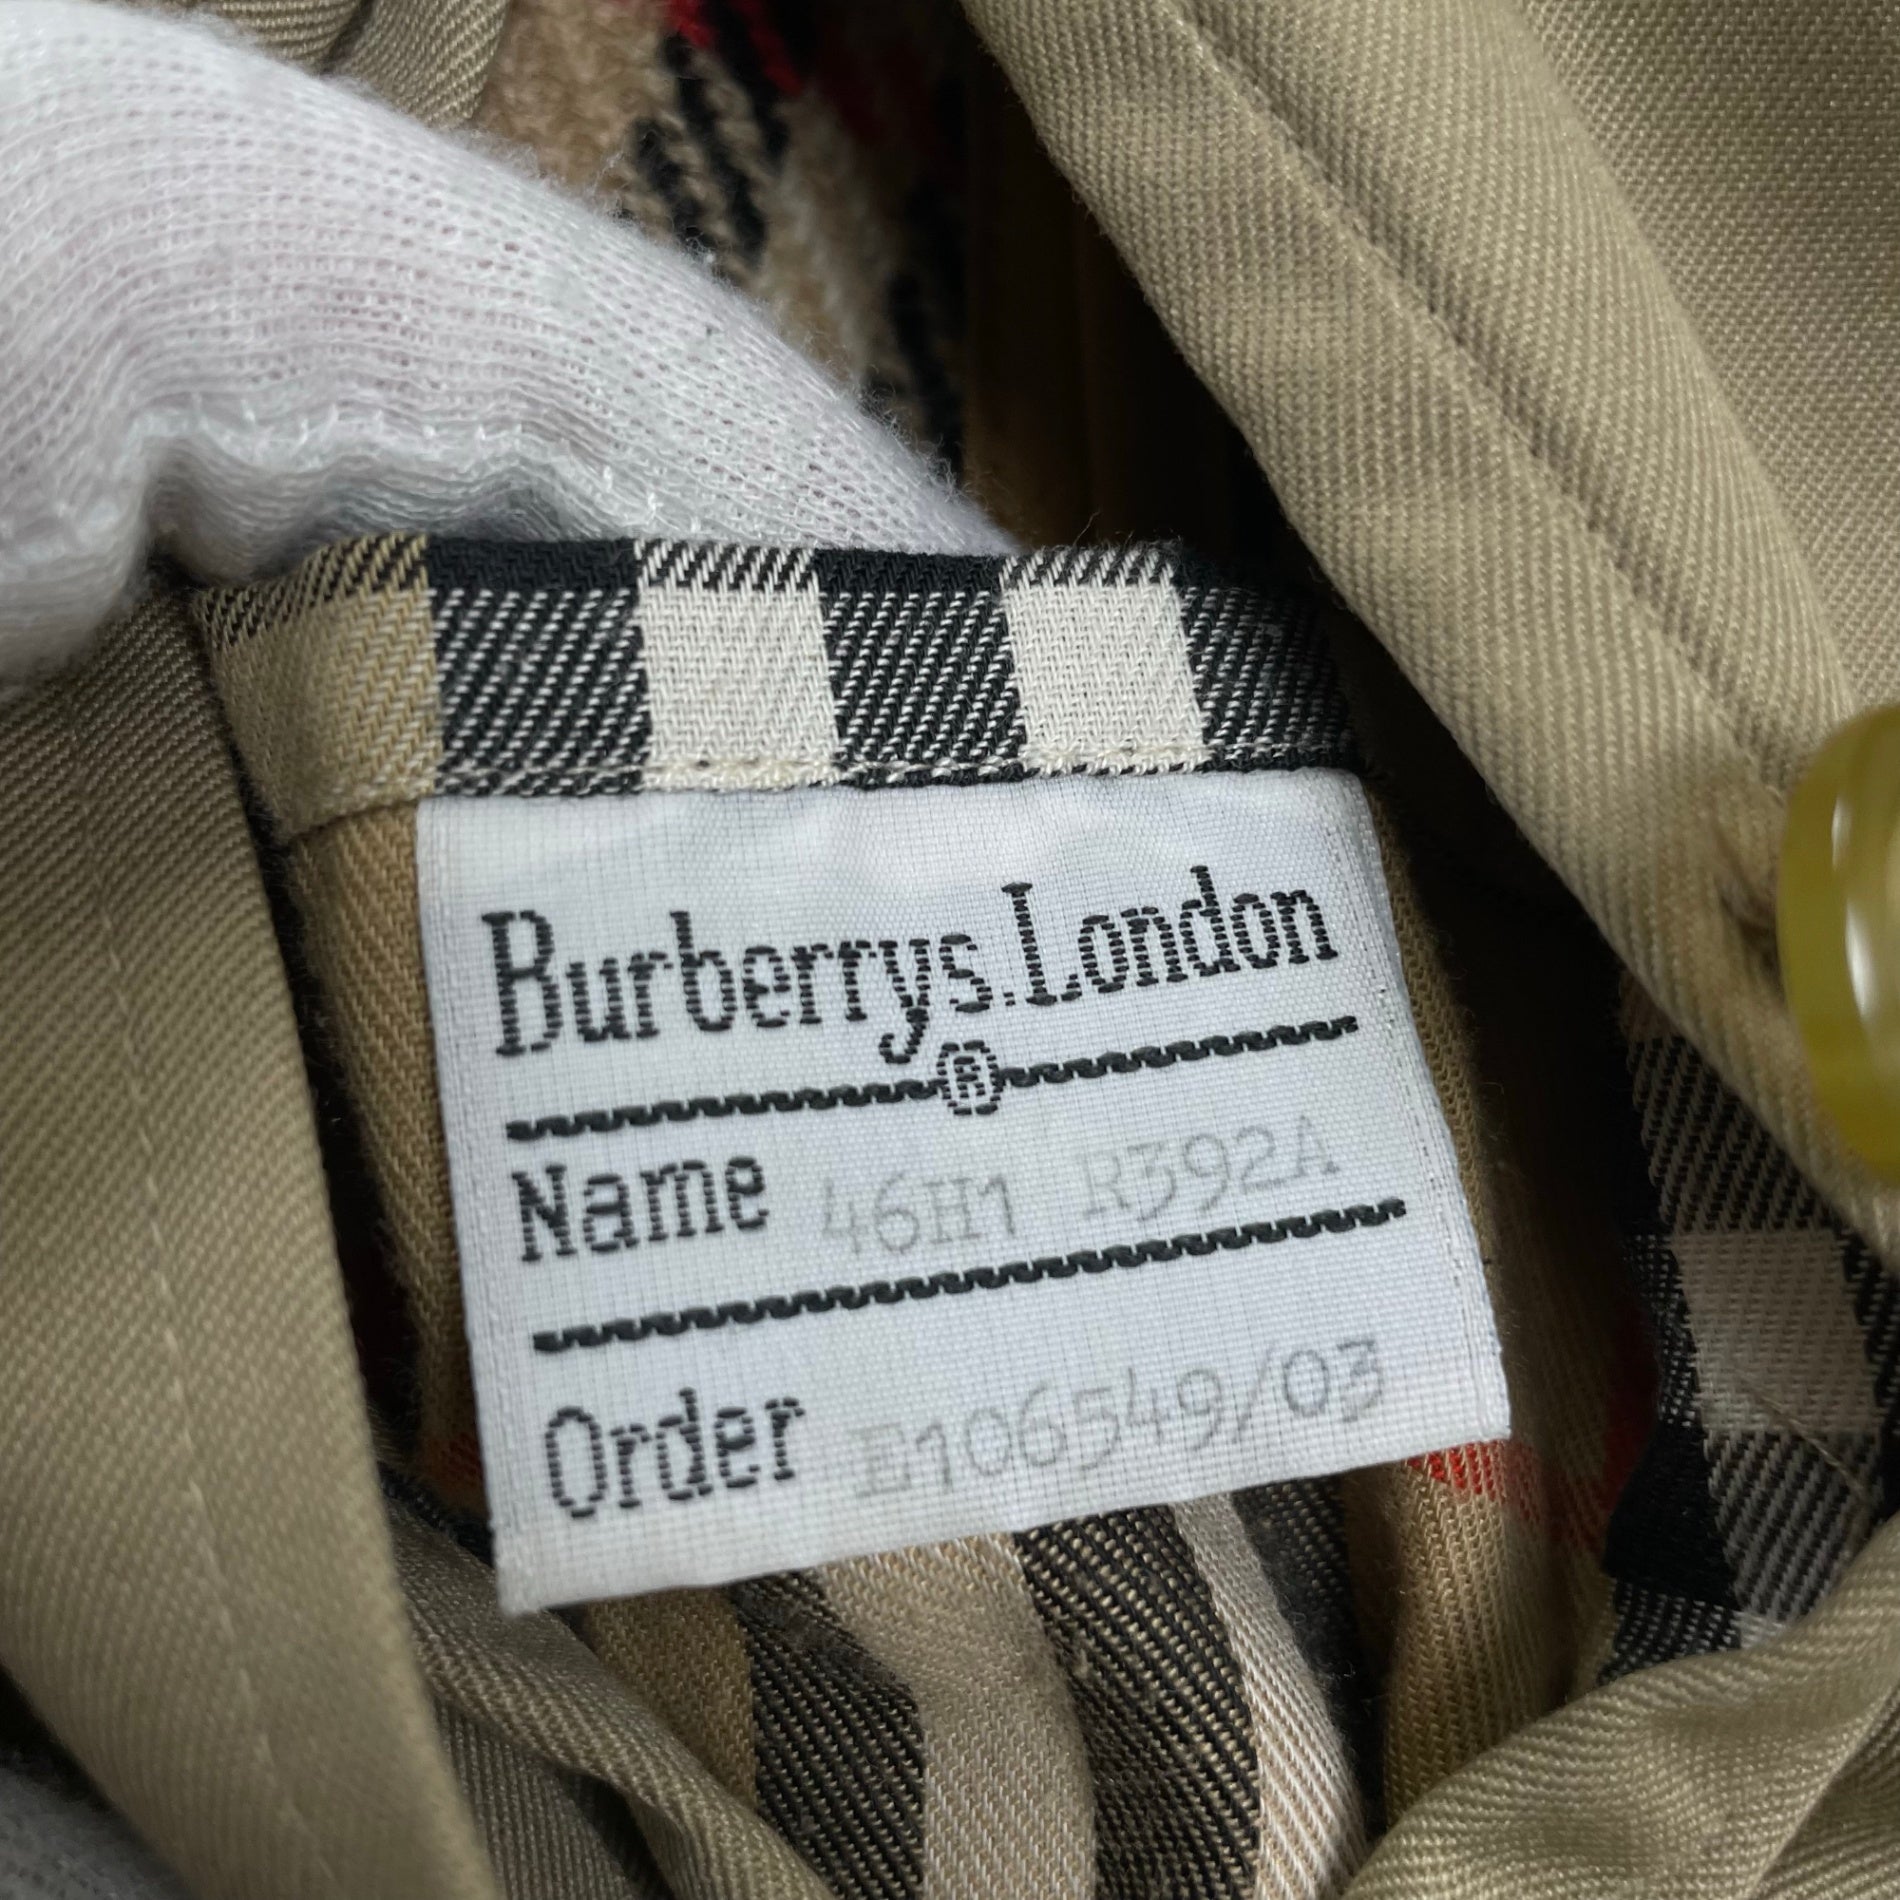 Burberrys.London
®
Name 46H1 R392A
Order E106549/03